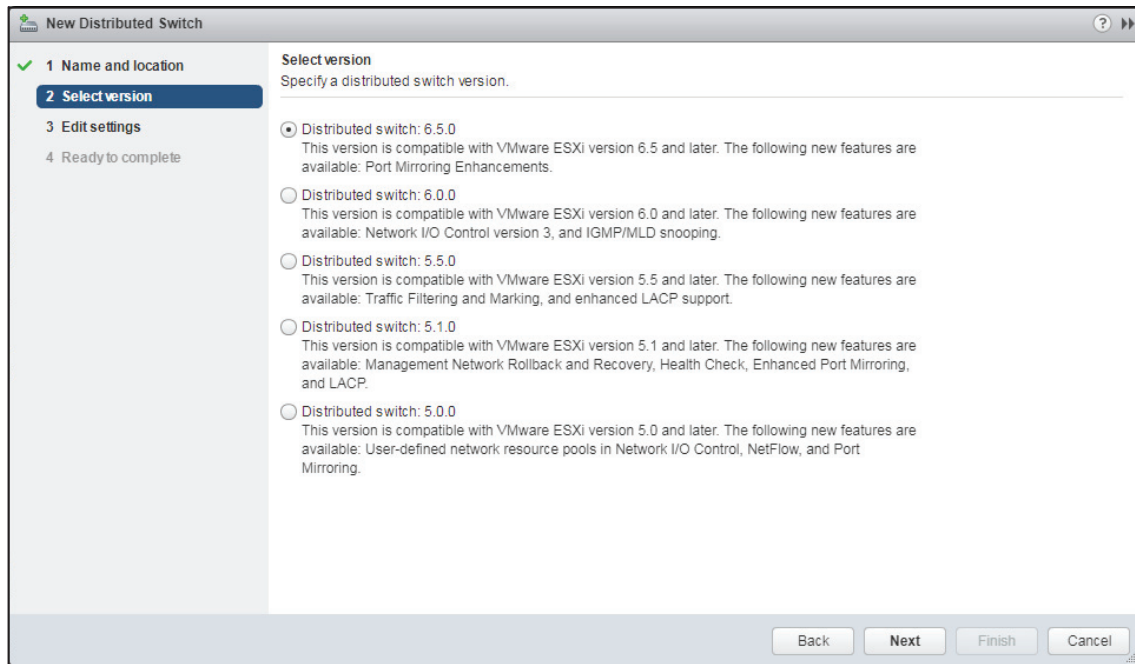 New Distributed Switch
?
1 Name and location
2 Select version
3 Edit settings
4 Ready to complete
Select version
Specify a distributed switch version.
Distributed switch: 6.5.0
This version is compatible with VMware ESXi version 6.5 and later. The following new features are
available: Port Mirroring Enhancements.
Distributed switch: 6.0.0
This version is compatible with VMware ESXi version 6.0 and later. The following new features are
available: Network I/O Control version 3, and IGMP/MLD snooping.
Distributed switch: 5.5.0
This version is compatible with VMware ESXi version 5.5 and later. The following new features are
available: Traffic Filtering and Marking, and enhanced LACP support.
Distributed switch: 5.1.0
This version is compatible with VMware ESXi version 5.1 and later. The following new features are
available: Management Network Rollback and Recovery, Health Check, Enhanced Port Mirroring,
and LACP.
Distributed switch: 5.0.0
This version is compatible with VMware ESXi version 5.0 and later. The following new features are
available: User-defined network resource pools in Network I/O Control, NetFlow, and Port
Mirroring.
Back Next Finish Cancel